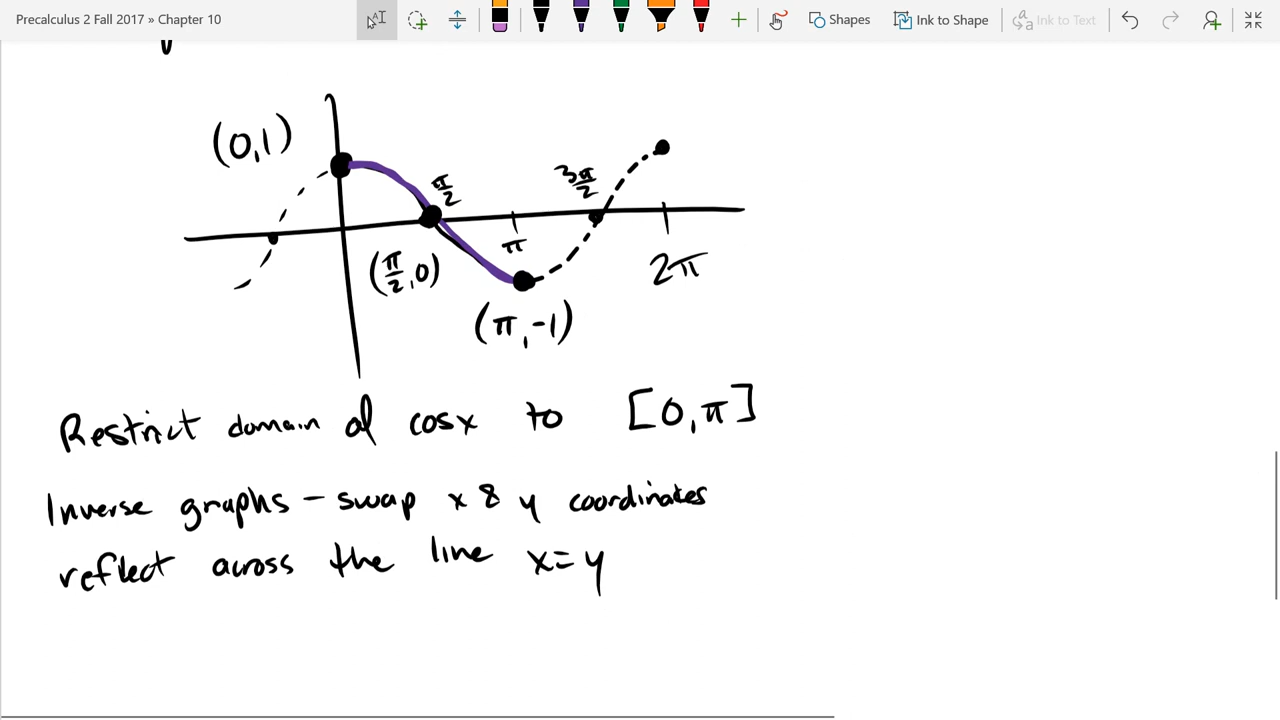 Precalculus 2 Fall 2017 » Chapter 10
Shapes
Ink to Shape
Ink to Text
(0,1)
π/2
3π/2
π
(π/2,0)
2π
(π,-1)
Restrict domain of cosx to [0,π]
Inverse graphs - swap x & y coordinates
reflect across the line x=y